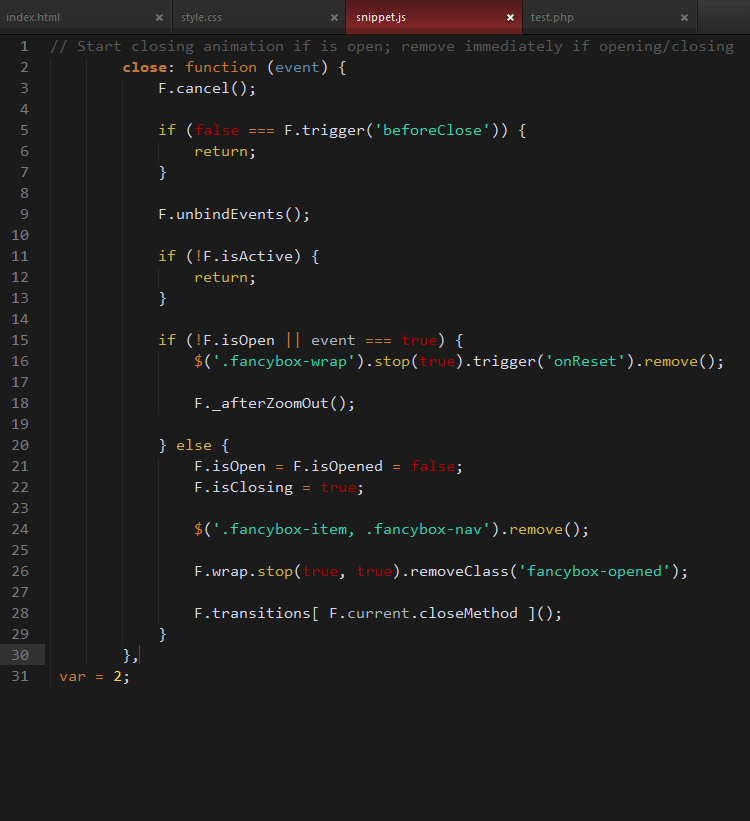 index.html × style.css × snippet.js × test.php ×
1 // Start closing animation if is open; remove immediately if opening/closing
2         close: function (event) {
3             F.cancel();
4
5             if (false === F.trigger('beforeClose')) {
6                 return;
7             }
8
9             F.unbindEvents();
10
11             if (!F.isActive) {
12                 return;
13             }
14
15             if (!F.isOpen || event === true) {
16                 $('.fancybox-wrap').stop(true).trigger('onReset').remove();
17
18                 F._afterZoomOut();
19
20             } else {
21                 F.isOpen = F.isOpened = false;
22                 F.isClosing = true;
23
24                 $('.fancybox-item, .fancybox-nav').remove();
25
26                 F.wrap.stop(true, true).removeClass('fancybox-opened');
27
28                 F.transitions[ F.current.closeMethod ]();
29             }
30         },
31  var = 2;